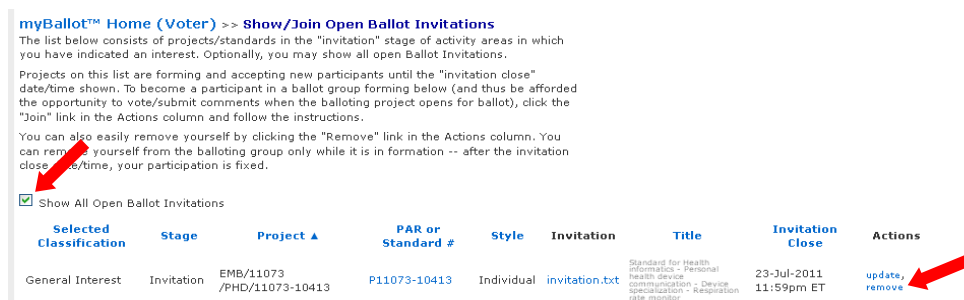 myBallot™ Home (Voter) >> Show/Join Open Ballot Invitations
The list below consists of projects/standards in the "invitation" stage of activity areas in which
you have indicated an interest. Optionally, you may show all open Ballot Invitations.
Projects on this list are forming and accepting new participants until the "invitation close"
date/time shown. To become a participant in a ballot group forming below (and thus be afforded
the opportunity to vote/submit comments when the balloting project opens for ballot), click the
"Join" link in the Actions column and follow the instructions.
You can also easily remove yourself by clicking the "Remove" link in the Actions column. You
can yourself from the balloting group only while it is in formation -- after the invitation
close /time, your participation is fixed.
Show All Open Ballot Invitations
Selected Classification Stage Project ▲ PAR or Standard # Style Invitation Title Invitation Close Actions
General Interest Invitation EMB/11073 /PHD/11073-10413 P11073-10413 Individual invitation.txt Standard for Health informatics - Personal health device communication - Device specialization - Respiration rate monitor 23-Jul-2011 11:59pm ET update, remove